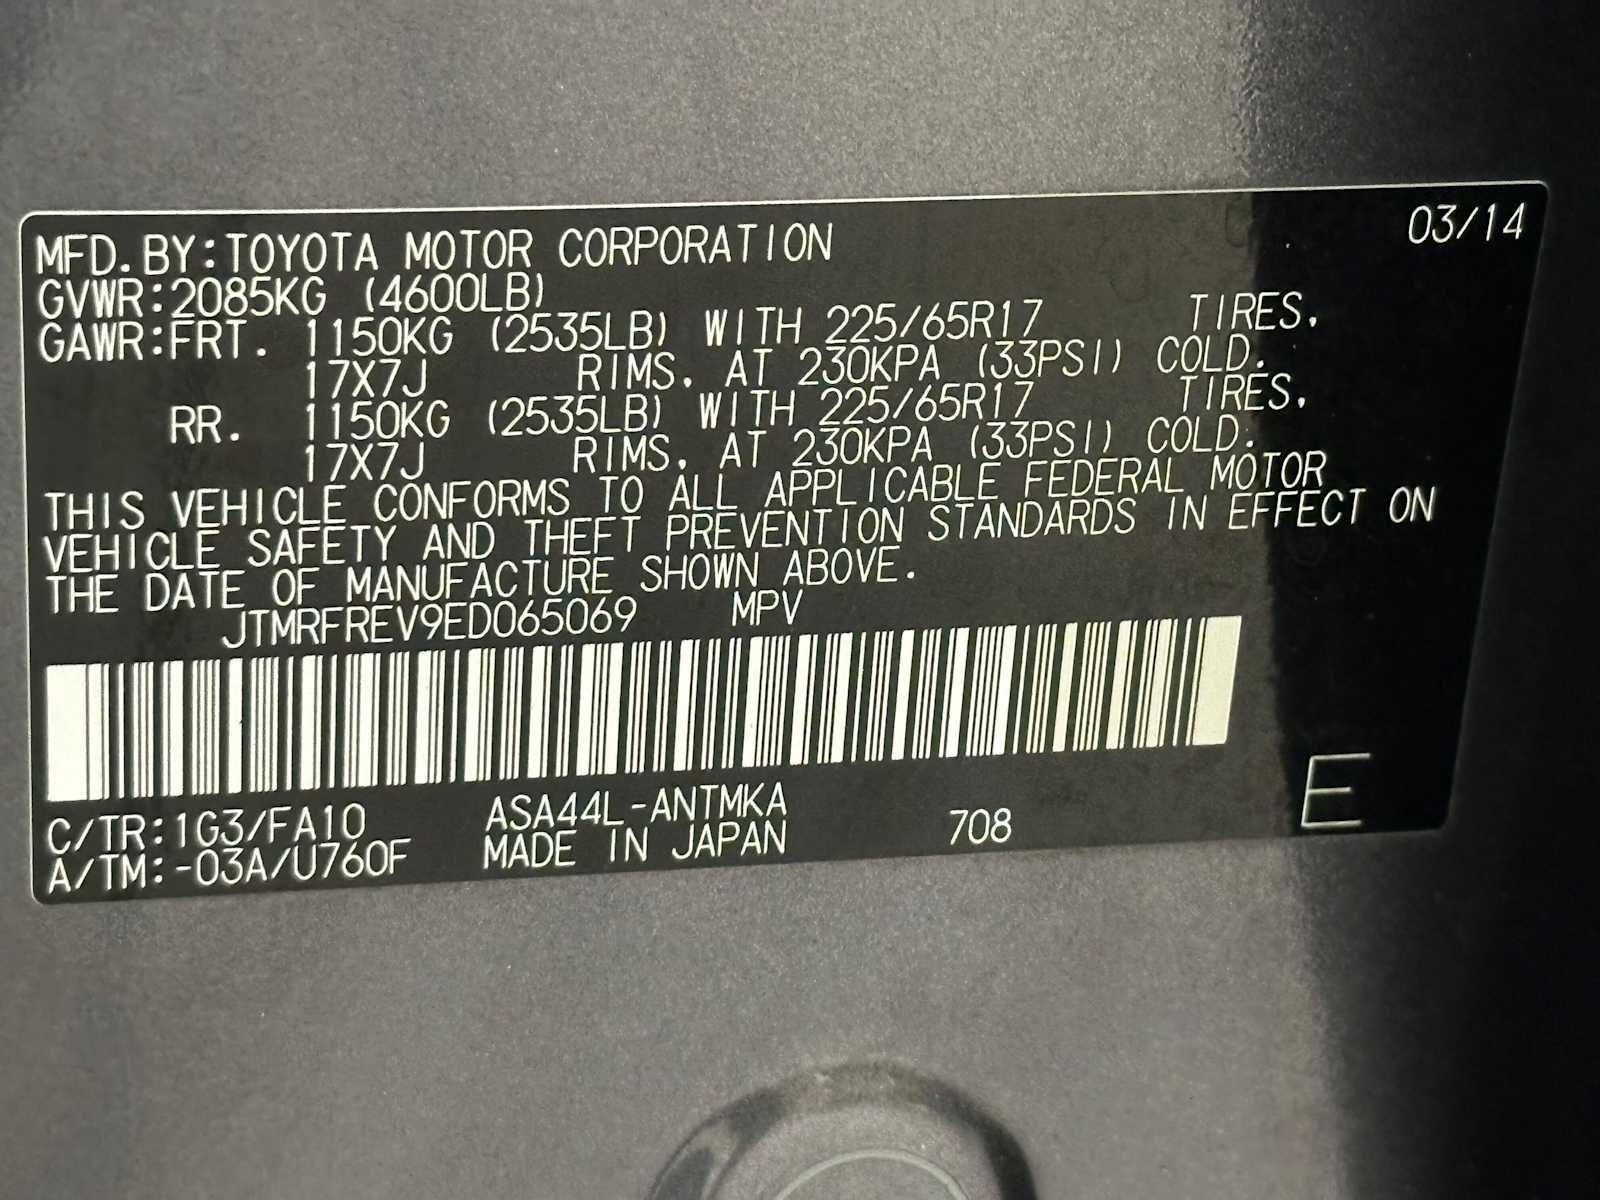 03/14
MFD.BY:TOYOTA MOTOR CORPORATION
GVWR:2085KG (4600LB)
GAWR:FRT. 1150KG (2535LB) WITH 225/65R17 TIRES,
17X7J RIMS, AT 230KPA (33PSI) COLD.
RR. 1150KG (2535LB) WITH 225/65R17 TIRES,
17X7J RIMS, AT 230KPA (33PSI) COLD.
THIS VEHICLE CONFORMS TO ALL APPLICABLE FEDERAL MOTOR
VEHICLE SAFETY AND THEFT PREVENTION STANDARDS IN EFFECT ON
THE DATE OF MANUFACTURE SHOWN ABOVE.
JTMRFREV9ED065069 MPV
C/TR:1G3/FA10 ASA44L-ANTMKA
A/TM:-03A/U760F MADE IN JAPAN 708 E